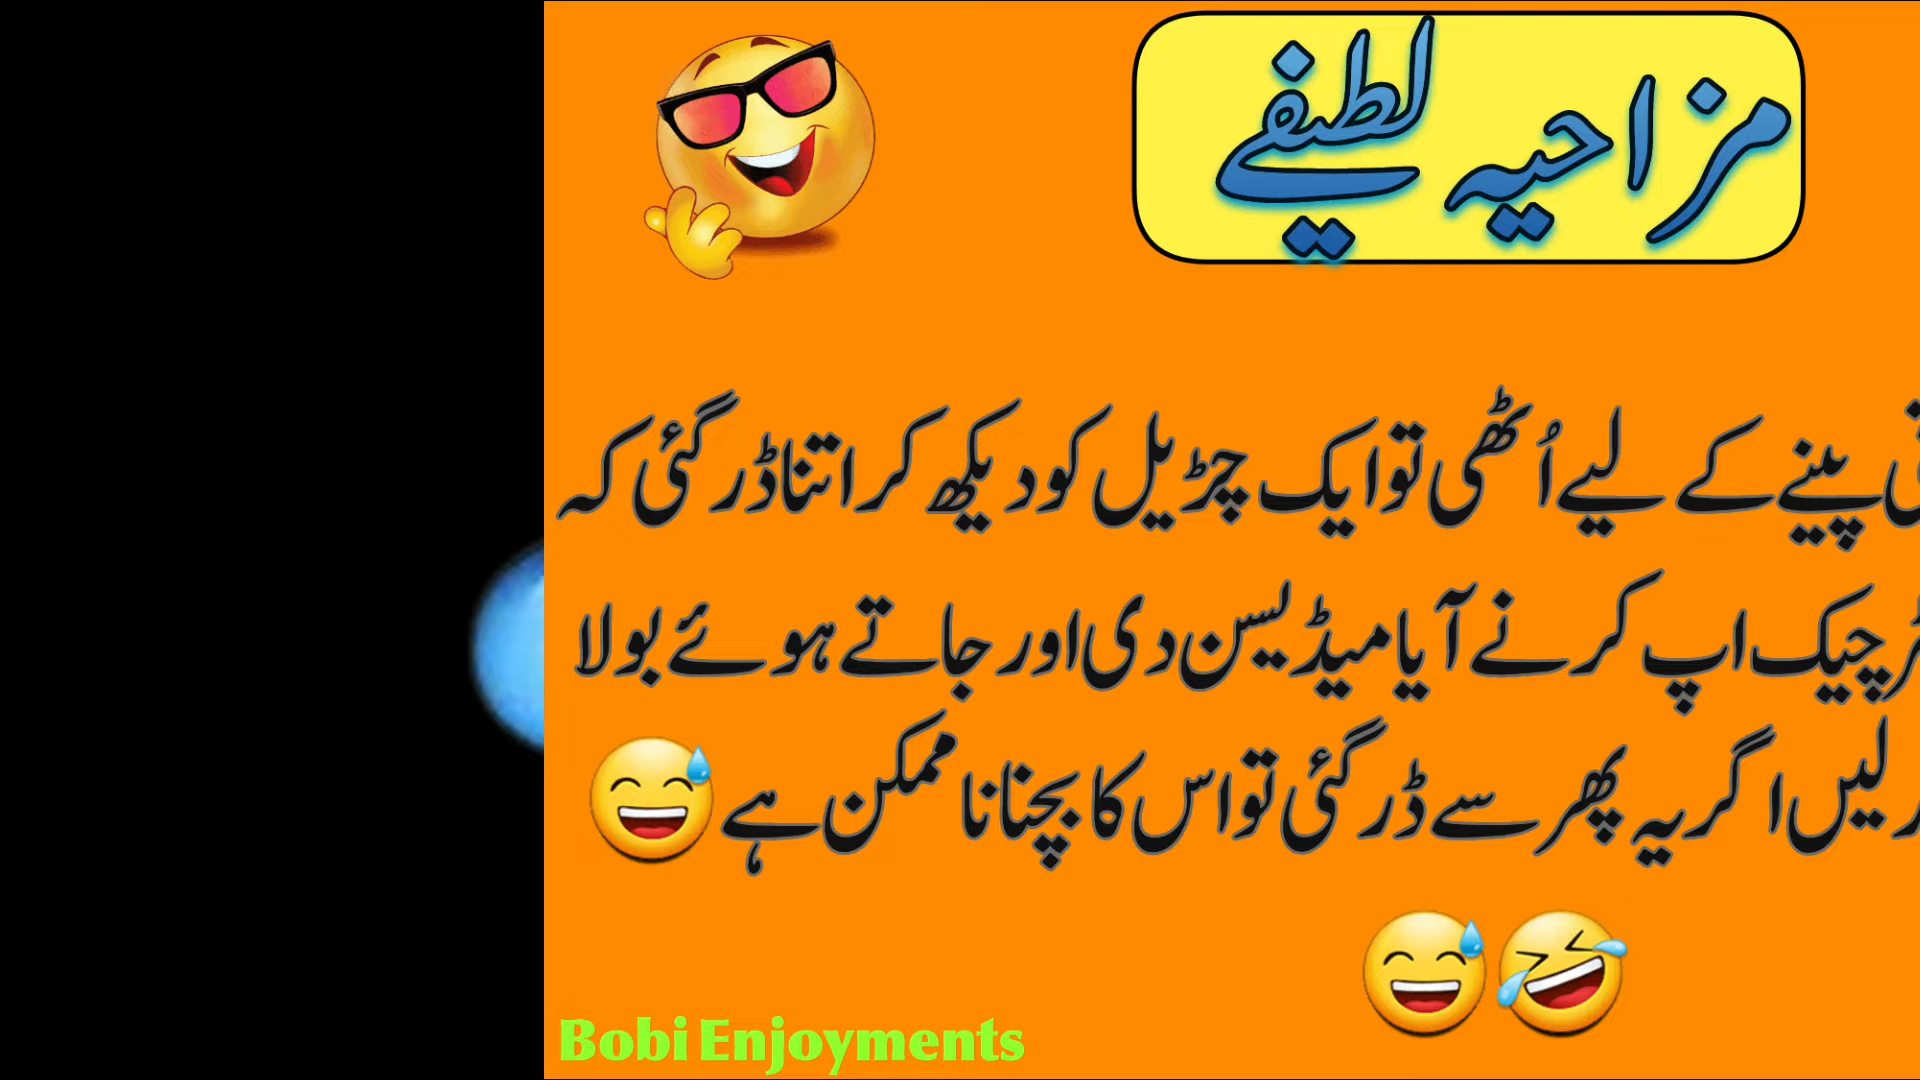 مزاحیہ لطیفے
پینے کے لیے اُٹھی تو ایک چڑیل کو دیکھ کر اتنا ڈر گئی کہ
چیک اپ کرنے آیا میڈیسن دی اور جاتے ہوئے بولا
لیں اگر یہ پھر سے ڈر گئی تو اس کا بچنا نا ممکن ہے 😅
😅🤣
Bobi Enjoyments